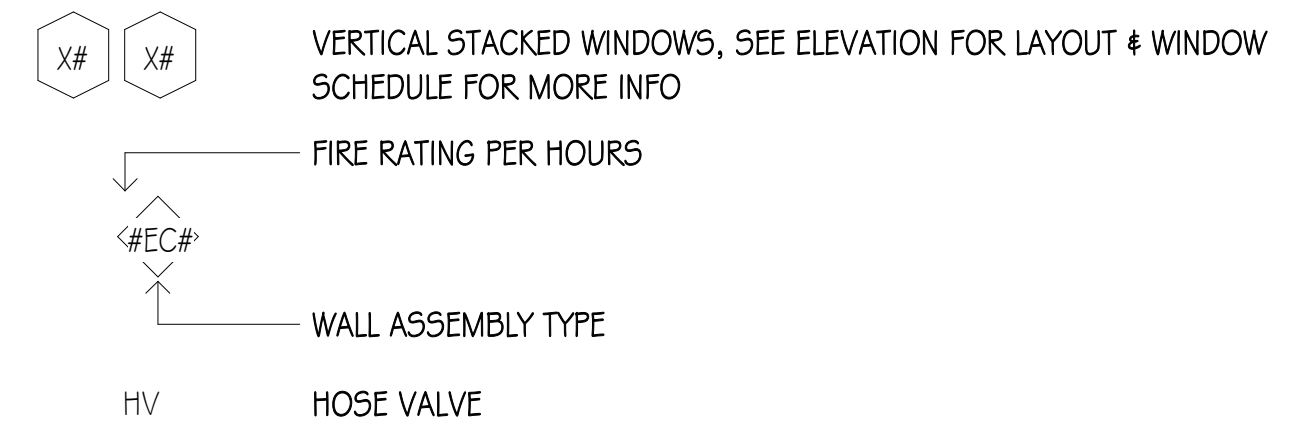 X# X# VERTICAL STACKED WINDOWS, SEE ELEVATION FOR LAYOUT & WINDOW
SCHEDULE FOR MORE INFO
FIRE RATING PER HOURS
#EC#
WALL ASSEMBLY TYPE
HV HOSE VALVE